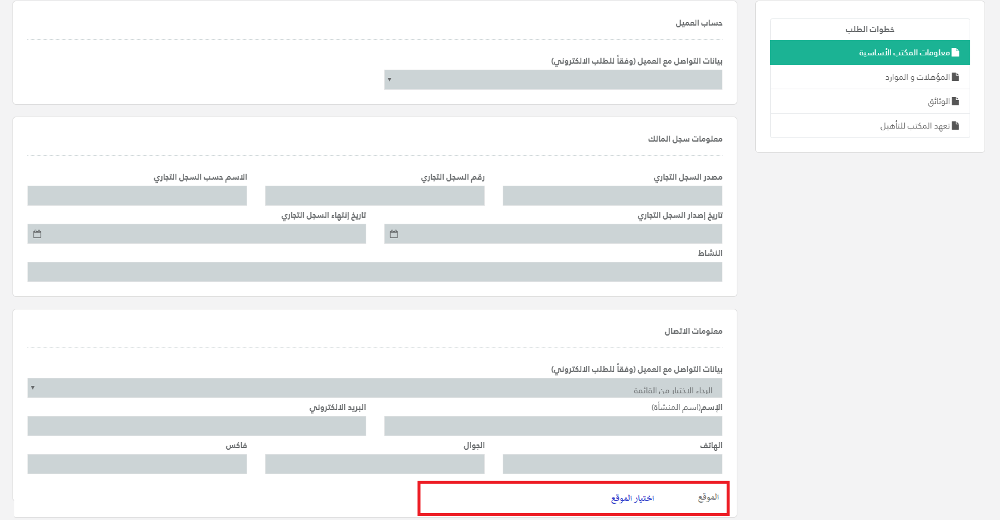 خطوات الطلب
معلومات المكتب الأساسية
المؤهلات و الموارد
الوثائق
تعهد المكتب للتأهيل
حساب العميل
بيانات التواصل مع العميل (وفقاً للطلب الالكتروني)
معلومات سجل المالك
مصدر السجل التجاري رقم السجل التجاري الاسم حسب السجل التجاري
تاريخ إصدار السجل التجاري تاريخ إنتهاء السجل التجاري
النشاط
معلومات الاتصال
بيانات التواصل مع العميل (وفقاً للطلب الالكتروني)
الرجاء الاختيار من القائمة
الإسم(اسم المنشأة) البريد الالكتروني
الهاتف الجوال فاكس
الموقع اختيار الموقع